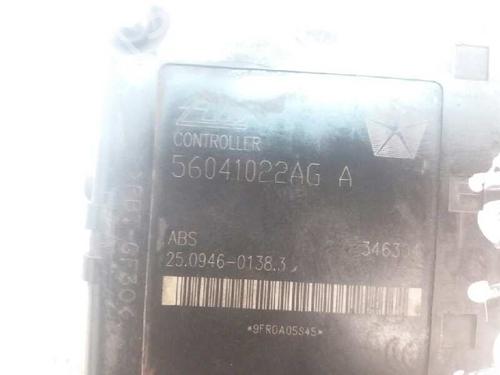 CONTROLLER
56041022AG A
ABS
25.0946-0138.3
*9FR0A05845*